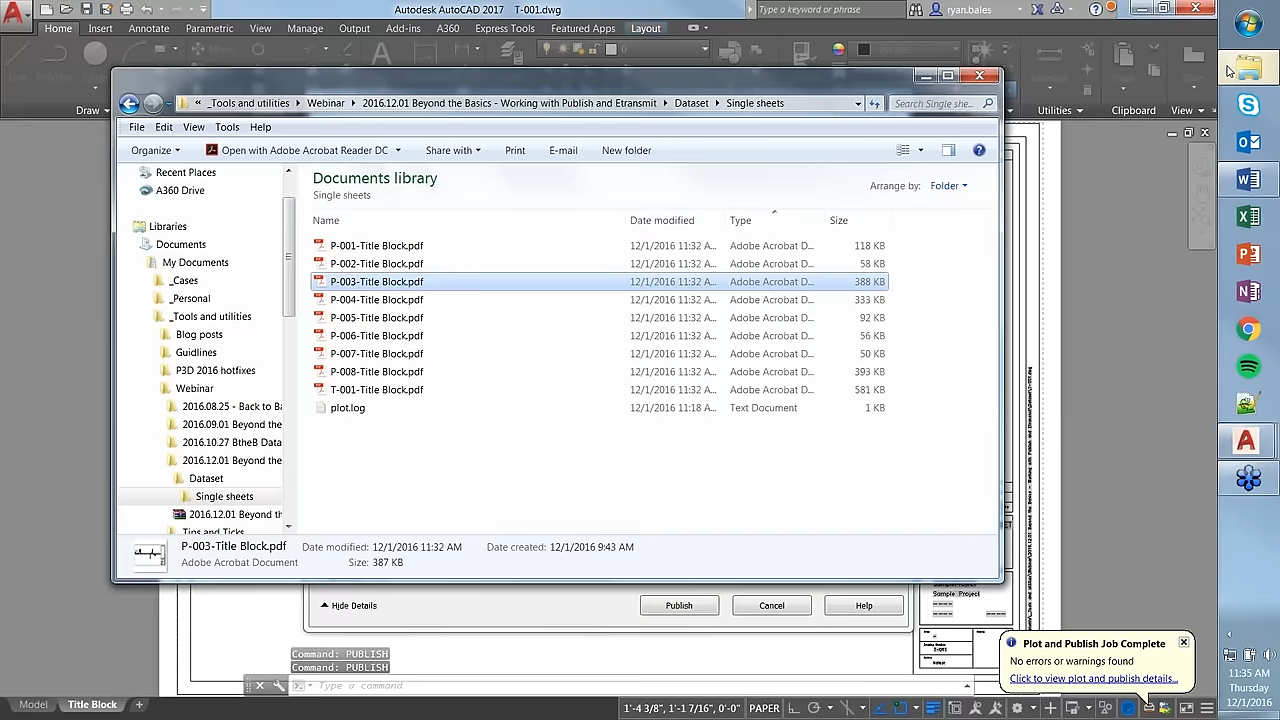 Autodesk AutoCAD 2017 T-001.dwg
Type a keyword or phrase
ryan.bales
Home Insert Annotate Parametric View Manage Output Add-ins A360 Express Tools Featured Apps Layout
0
Draw
Utilities
Clipboard
View
« _Tools and utilities Webinar 2016.12.01 Beyond the Basics - Working with Publish and Etransmit Dataset Single sheets
Search Single she...
File Edit View Tools Help
Organize Open with Adobe Acrobat Reader DC Share with Print E-mail New folder
Recent Places
A360 Drive
Libraries
Documents
My Documents
_Cases
_Personal
_Tools and utilities
Blog posts
Guidlines
P3D 2016 hotfixes
Webinar
2016.08.25 - Back to Ba
2016.09.01 Beyond the
2016.10.27 BtheB Data
2016.12.01 Beyond the
Dataset
Single sheets
2016.12.01 Beyond th
Tips and Ticks
Documents library
Single sheets
Arrange by: Folder
Name Date modified Type Size
P-001-Title Block.pdf 12/1/2016 11:32 A... Adobe Acrobat D... 118 KB
P-002-Title Block.pdf 12/1/2016 11:32 A... Adobe Acrobat D... 58 KB
P-003-Title Block.pdf 12/1/2016 11:32 A... Adobe Acrobat D... 388 KB
P-004-Title Block.pdf 12/1/2016 11:32 A... Adobe Acrobat D... 333 KB
P-005-Title Block.pdf 12/1/2016 11:32 A... Adobe Acrobat D... 92 KB
P-006-Title Block.pdf 12/1/2016 11:32 A... Adobe Acrobat D... 56 KB
P-007-Title Block.pdf 12/1/2016 11:32 A... Adobe Acrobat D... 50 KB
P-008-Title Block.pdf 12/1/2016 11:32 A... Adobe Acrobat D... 393 KB
T-001-Title Block.pdf 12/1/2016 11:32 A... Adobe Acrobat D... 581 KB
plot.log 12/1/2016 11:18 A... Text Document 1 KB
P-003-Title Block.pdf Date modified: 12/1/2016 11:32 AM Date created: 12/1/2016 9:43 AM
Adobe Acrobat Document Size: 387 KB
Hide Details
Publish
Cancel
Help
Sample Project
T-001
Command: PUBLISH
Command: PUBLISH
Type a command
Plot and Publish Job Complete
No errors or warnings found
Click to view plot and publish details...
Model Title Block
1'-4 3/8", 1'-1 7/16", 0'-0" PAPER
11:35 AM
Thursday
12/1/2016